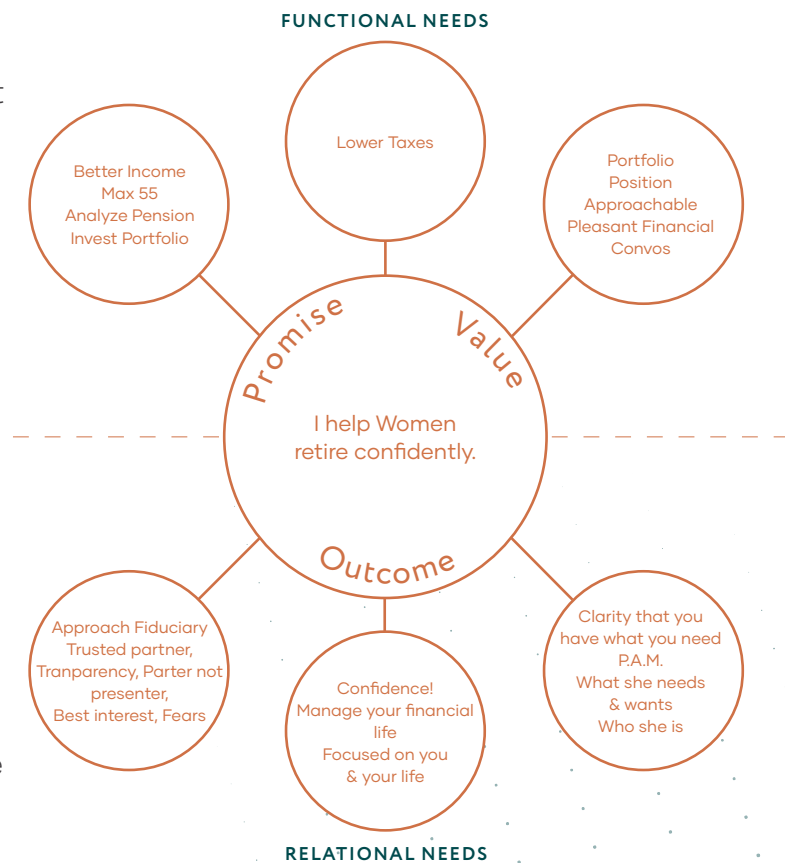 FUNCTIONAL NEEDS
t
Better Income
Max 55
Analyze Pension
Invest Portfolio
Lower Taxes
Portfolio
Position
Approachable
Pleasant Financial
Convos
Promise
Value
I help Women
retire confidently.
Outcome
Approach Fiduciary
Trusted partner,
Tranparency, Parter not
presenter,
Best interest, Fears
Confidence!
Manage your financial
life
Focused on you
& your life
Clarity that you
have what you need
P.A.M.
What she needs
& wants
Who she is
e
RELATIONAL NEEDS